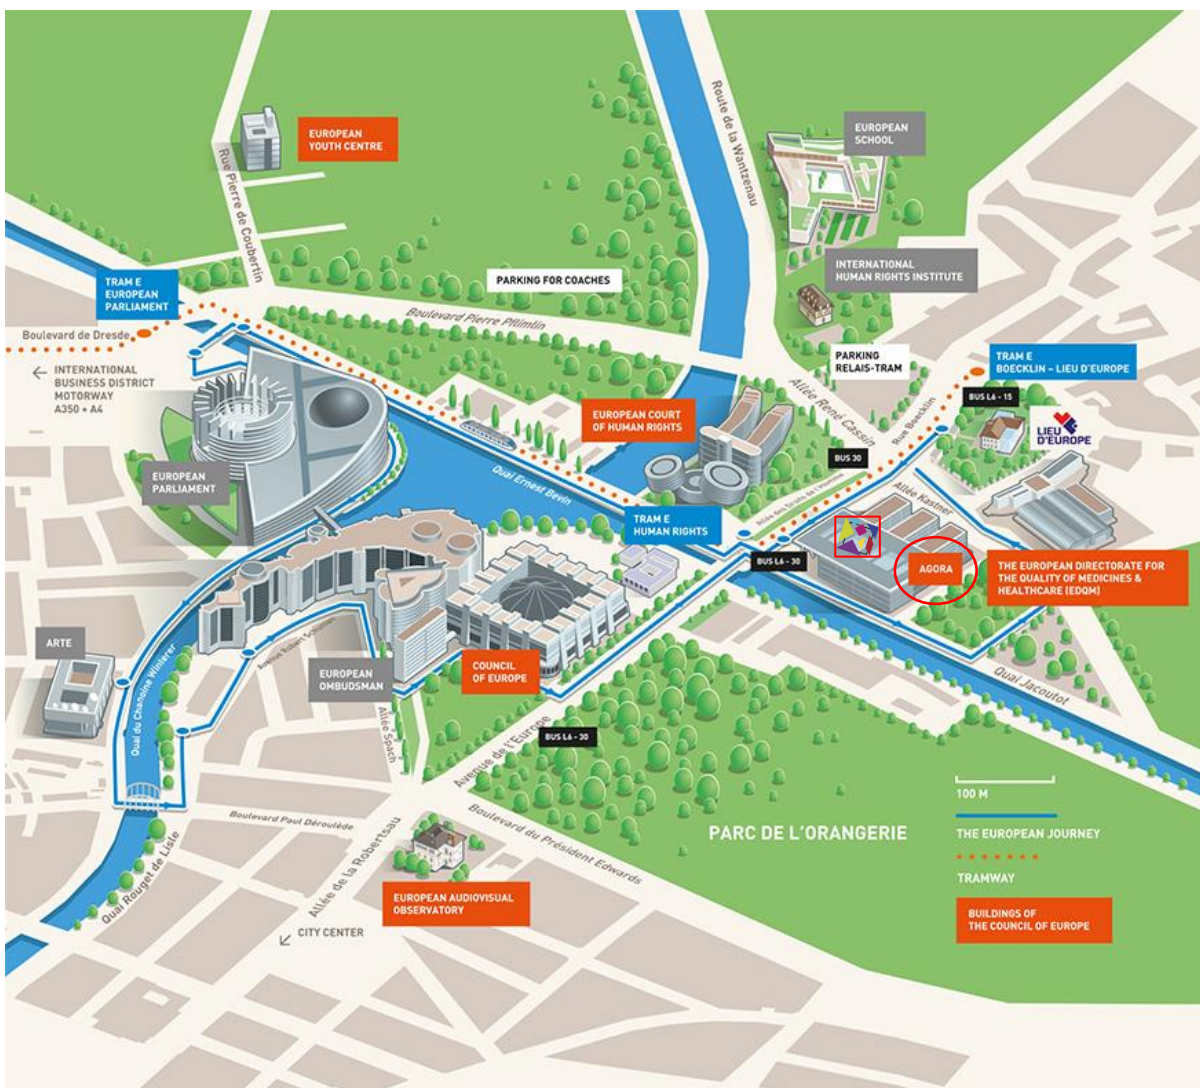 Route de la Wantzenau
EUROPEAN
YOUTH CENTRE
EUROPEAN
SCHOOL
Rue Pierre de Coubertin
INTERNATIONAL
HUMAN RIGHTS INSTITUTE
TRAM E
EUROPEAN
PARLIAMENT
PARKING FOR COACHES
Boulevard Pierre Pflimlin
Boulevard de Dresde
INTERNATIONAL
BUSINESS DISTRICT
MOTORWAY
A350 + A4
PARKING
RELAIS-TRAM
TRAM E
BOECKLIN – LIEU D'EUROPE
Allée René Cassin
Rue Boecklin
BUS L6 - 15
LIEU
D'EUROPE
EUROPEAN COURT
OF HUMAN RIGHTS
BUS 30
EUROPEAN
PARLIAMENT
Quai Ernest Bevin
Allée des Droits de l'Homme
Allée Kastner
TRAM E
HUMAN RIGHTS
BUS L6 - 30
AGORA
THE EUROPEAN DIRECTORATE FOR
THE QUALITY OF MEDICINES &
HEALTHCARE (EDQM)
ARTE
Quai du Chanoine Winterer
Avenue Robert Schuman
EUROPEAN
OMBUDSMAN
COUNCIL
OF EUROPE
Quai Jacoutot
Allée Spach
Avenue de l'Europe
BUS L6 - 30
100 M
THE EUROPEAN JOURNEY
TRAMWAY
BUILDINGS OF
THE COUNCIL OF EUROPE
PARC DE L'ORANGERIE
Boulevard Paul Déroulède
Boulevard du Président Edwards
Quai Rouget de Lisle
Allée de la Robertsau
EUROPEAN AUDIOVISUAL
OBSERVATORY
CITY CENTER